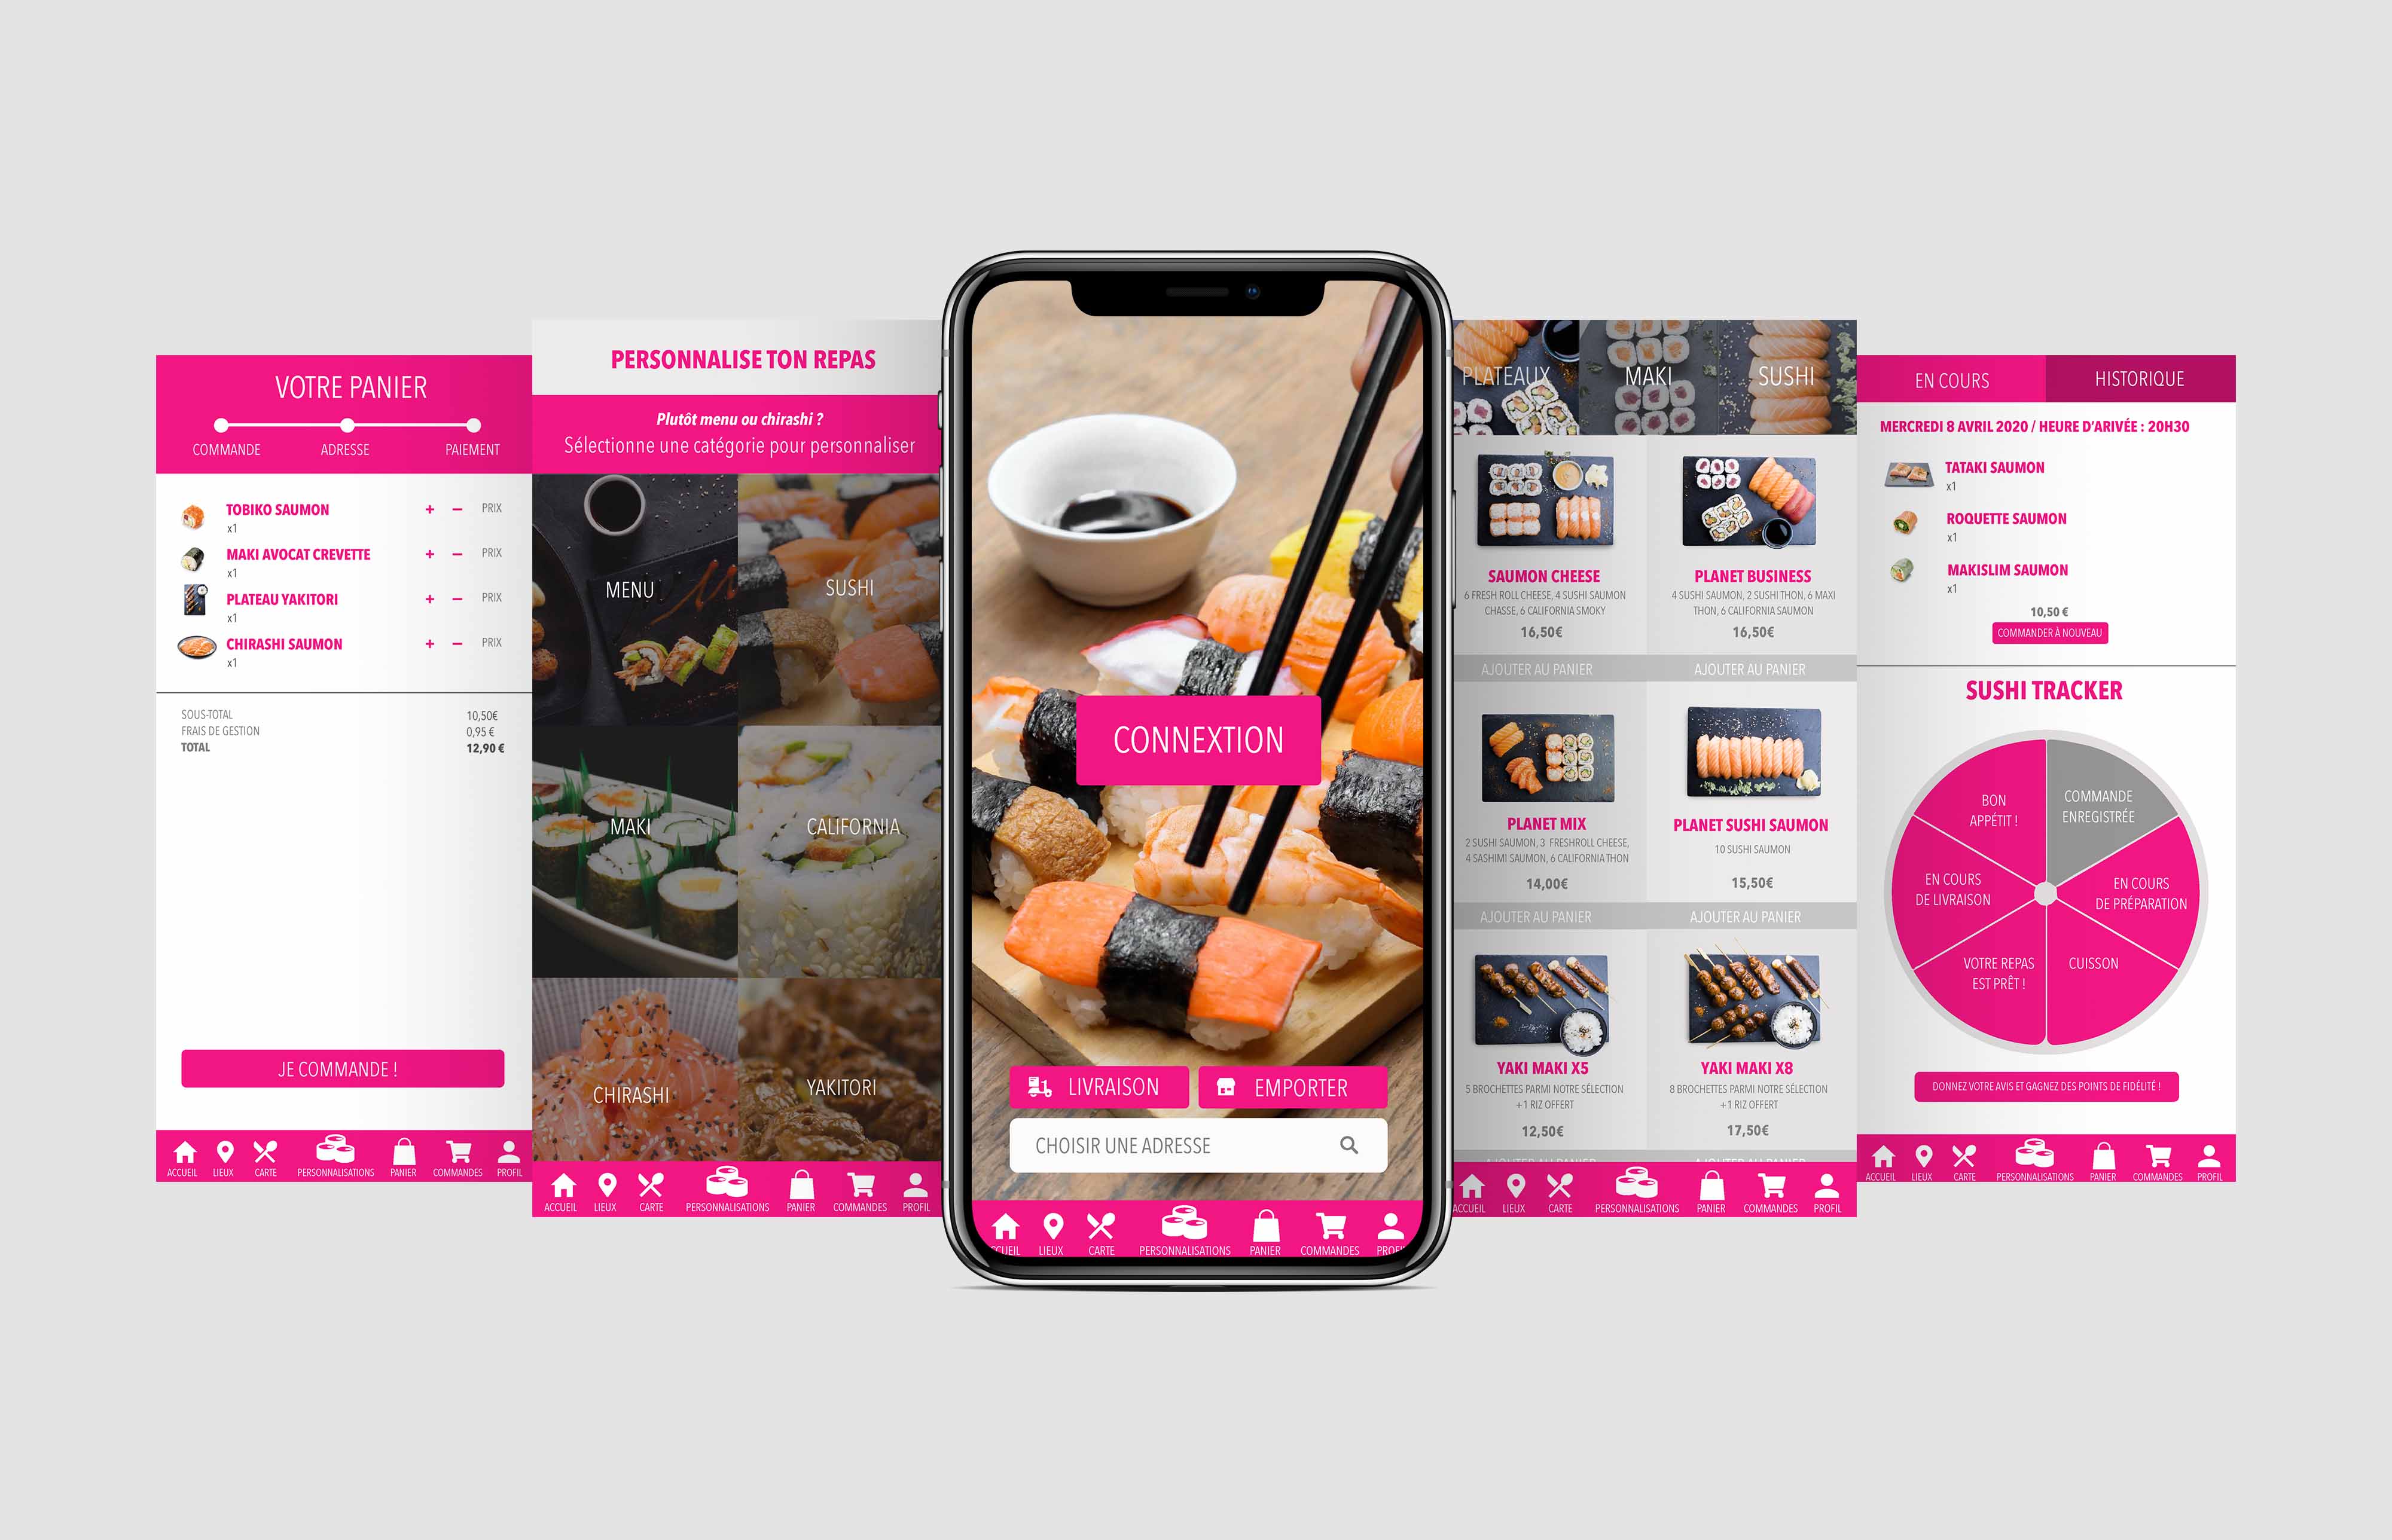 VOTRE PANIER
COMMANDE ADRESSE PAIEMENT
TOBIKO SAUMON + − PRIX
x1
MAKI AVOCAT CREVETTE + − PRIX
x1
PLATEAU YAKITORI + − PRIX
x1
CHIRASHI SAUMON + − PRIX
x1
SOUS-TOTAL 10,50€
FRAIS DE GESTION 0,95 €
TOTAL 12,90 €
JE COMMANDE !
ACCUEIL LIEUX CARTE PERSONNALISATIONS PANIER COMMANDES PROFIL
PERSONNALISE TON REPAS
Plutôt menu ou chirashi ?
Sélectionne une catégorie pour personnaliser
MENU SUSHI
MAKI CALIFORNIA
CHIRASHI YAKITORI
ACCUEIL LIEUX CARTE PERSONNALISATIONS PANIER COMMANDES PROFIL
CONNEXTION
LIVRAISON EMPORTER
CHOISIR UNE ADRESSE
CCUEIL LIEUX CARTE PERSONNALISATIONS PANIER COMMANDES PROFI
PLATEAUX MAKI SUSHI
SAUMON CHEESE
6 FRESH ROLL CHEESE, 4 SUSHI SAUMON
CHASSE, 6 CALIFORNIA SMOKY
16,50€
AJOUTER AU PANIER
PLANET BUSINESS
4 SUSHI SAUMON, 2 SUSHI THON, 6 MAXI
THON, 6 CALIFORNIA SAUMON
16,50€
AJOUTER AU PANIER
PLANET MIX
2 SUSHI SAUMON, 3 FRESHROLL CHEESE,
4 SASHIMI SAUMON, 6 CALIFORNIA THON
14,00€
AJOUTER AU PANIER
PLANET SUSHI SAUMON
10 SUSHI SAUMON
15,50€
AJOUTER AU PANIER
YAKI MAKI X5
5 BROCHETTES PARMI NOTRE SÉLECTION
+1 RIZ OFFERT
12,50€
YAKI MAKI X8
8 BROCHETTES PARMI NOTRE SÉLECTION
+1 RIZ OFFERT
17,50€
ACCUEIL LIEUX CARTE PERSONNALISATIONS PANIER COMMANDES PROFIL
EN COURS HISTORIQUE
MERCREDI 8 AVRIL 2020 / HEURE D'ARIVÉE : 20H30
TATAKI SAUMON
x1
ROQUETTE SAUMON
x1
MAKISLIM SAUMON
x1
10,50 €
COMMANDER À NOUVEAU
SUSHI TRACKER
COMMANDE
ENREGISTRÉE
EN COURS
DE PRÉPARATION
CUISSON
VOTRE REPAS
EST PRÊT !
EN COURS
DE LIVRAISON
BON
APPÉTIT !
DONNEZ VOTRE AVIS ET GAGNEZ DES POINTS DE FIDÉLITÉ !
ACCUEIL LIEUX CARTE PERSONNALISATIONS PANIER COMMANDES PROFIL